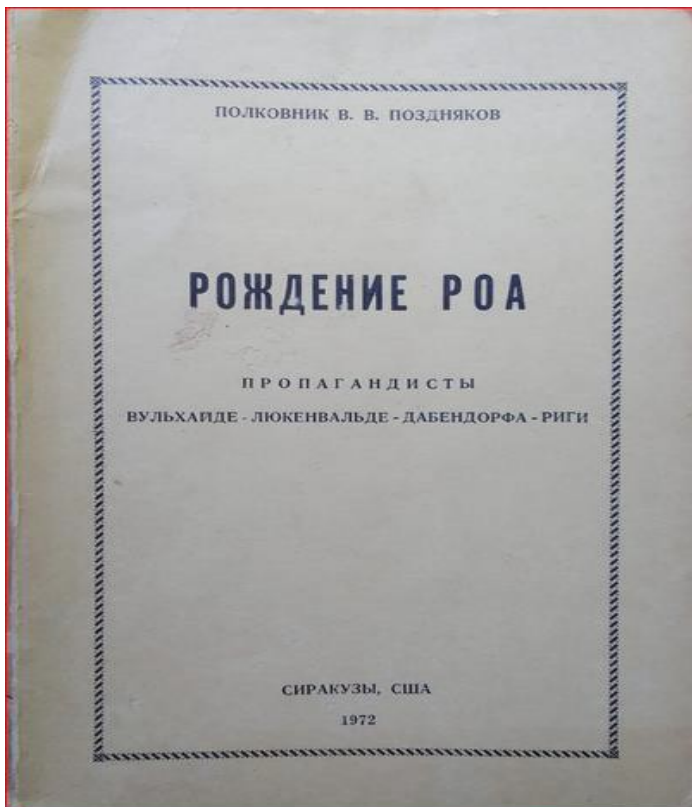 ПОЛКОВНИК В. В. ПОЗДНЯКОВ
РОЖДЕНИЕ РОА
ПРОПАГАНДИСТЫ
ВУЛЬХАЙДЕ - ЛЮКЕНВАЛЬДЕ - ДАБЕНДОРФА - РИГИ
СИРАКУЗЫ, США
1972